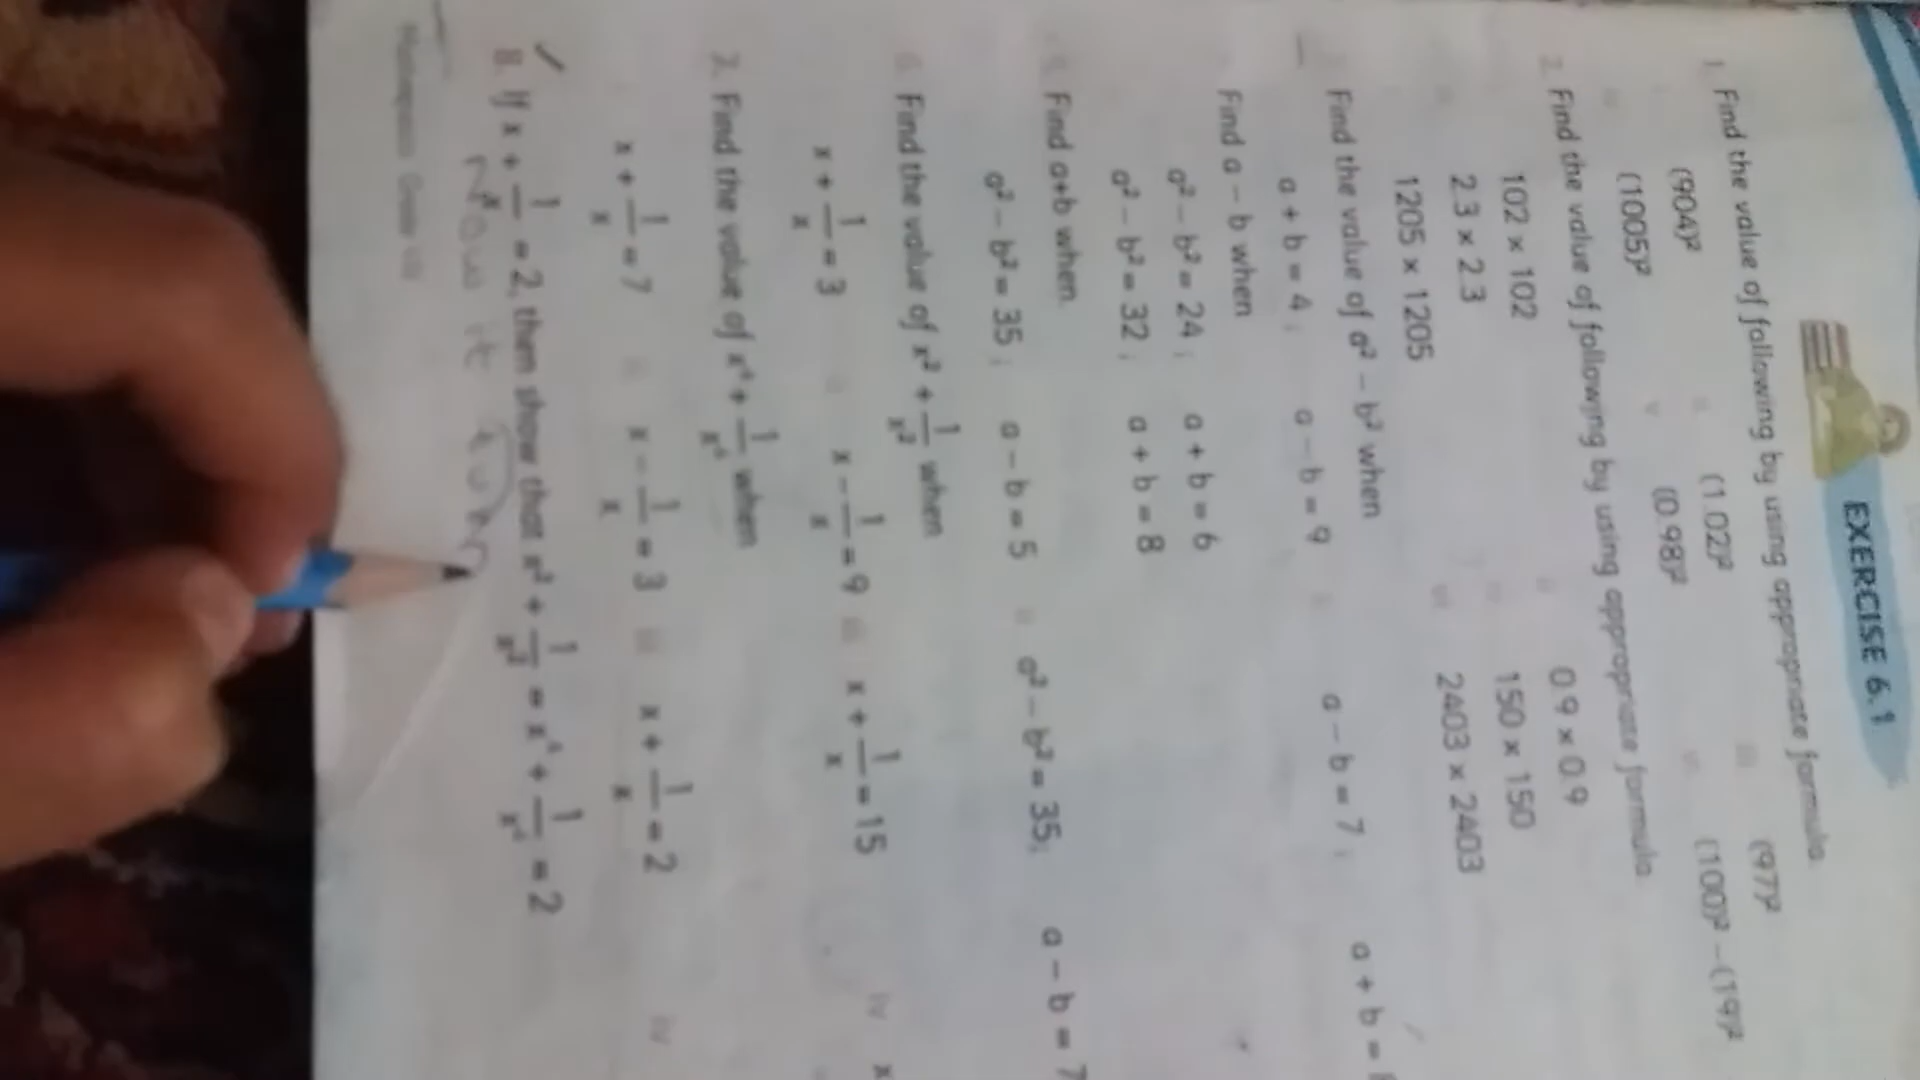 EXERCISE 6.1
1. Find the value of following by using appropriate formula.
(904)² (1.02)² (97)²
(1005)² (0.98)² (100)² – (19)²
2. Find the value of following by using appropriate formula.
102 × 102 0.9 × 0.9
2.3 × 2.3 150 × 150
1205 × 1205 2403 × 2403
Find the value of a² – b² when
a + b = 4 ; a – b = 9 a – b = 7 ; a + b =
Find a – b when
a² – b² = 24 ; a + b = 6
a² – b² = 32 ; a + b = 8
Find a+b when.
a² – b² = 35 ; a – b = 5 a² – b² = 35; a – b = 7
6. Find the value of x² + 1/x² when
x + 1/x = 3 x – 1/x = 9 x + 1/x = 15 iv x
7. Find the value of x⁴ + 1/x⁴ when
x + 1/x = 7 x – 1/x = 3 x + 1/x = 2 iv
8. If x + 1/x = 2, then show that x² + 1/x² = x⁴ + 1/x⁴ = 2
Now it turn